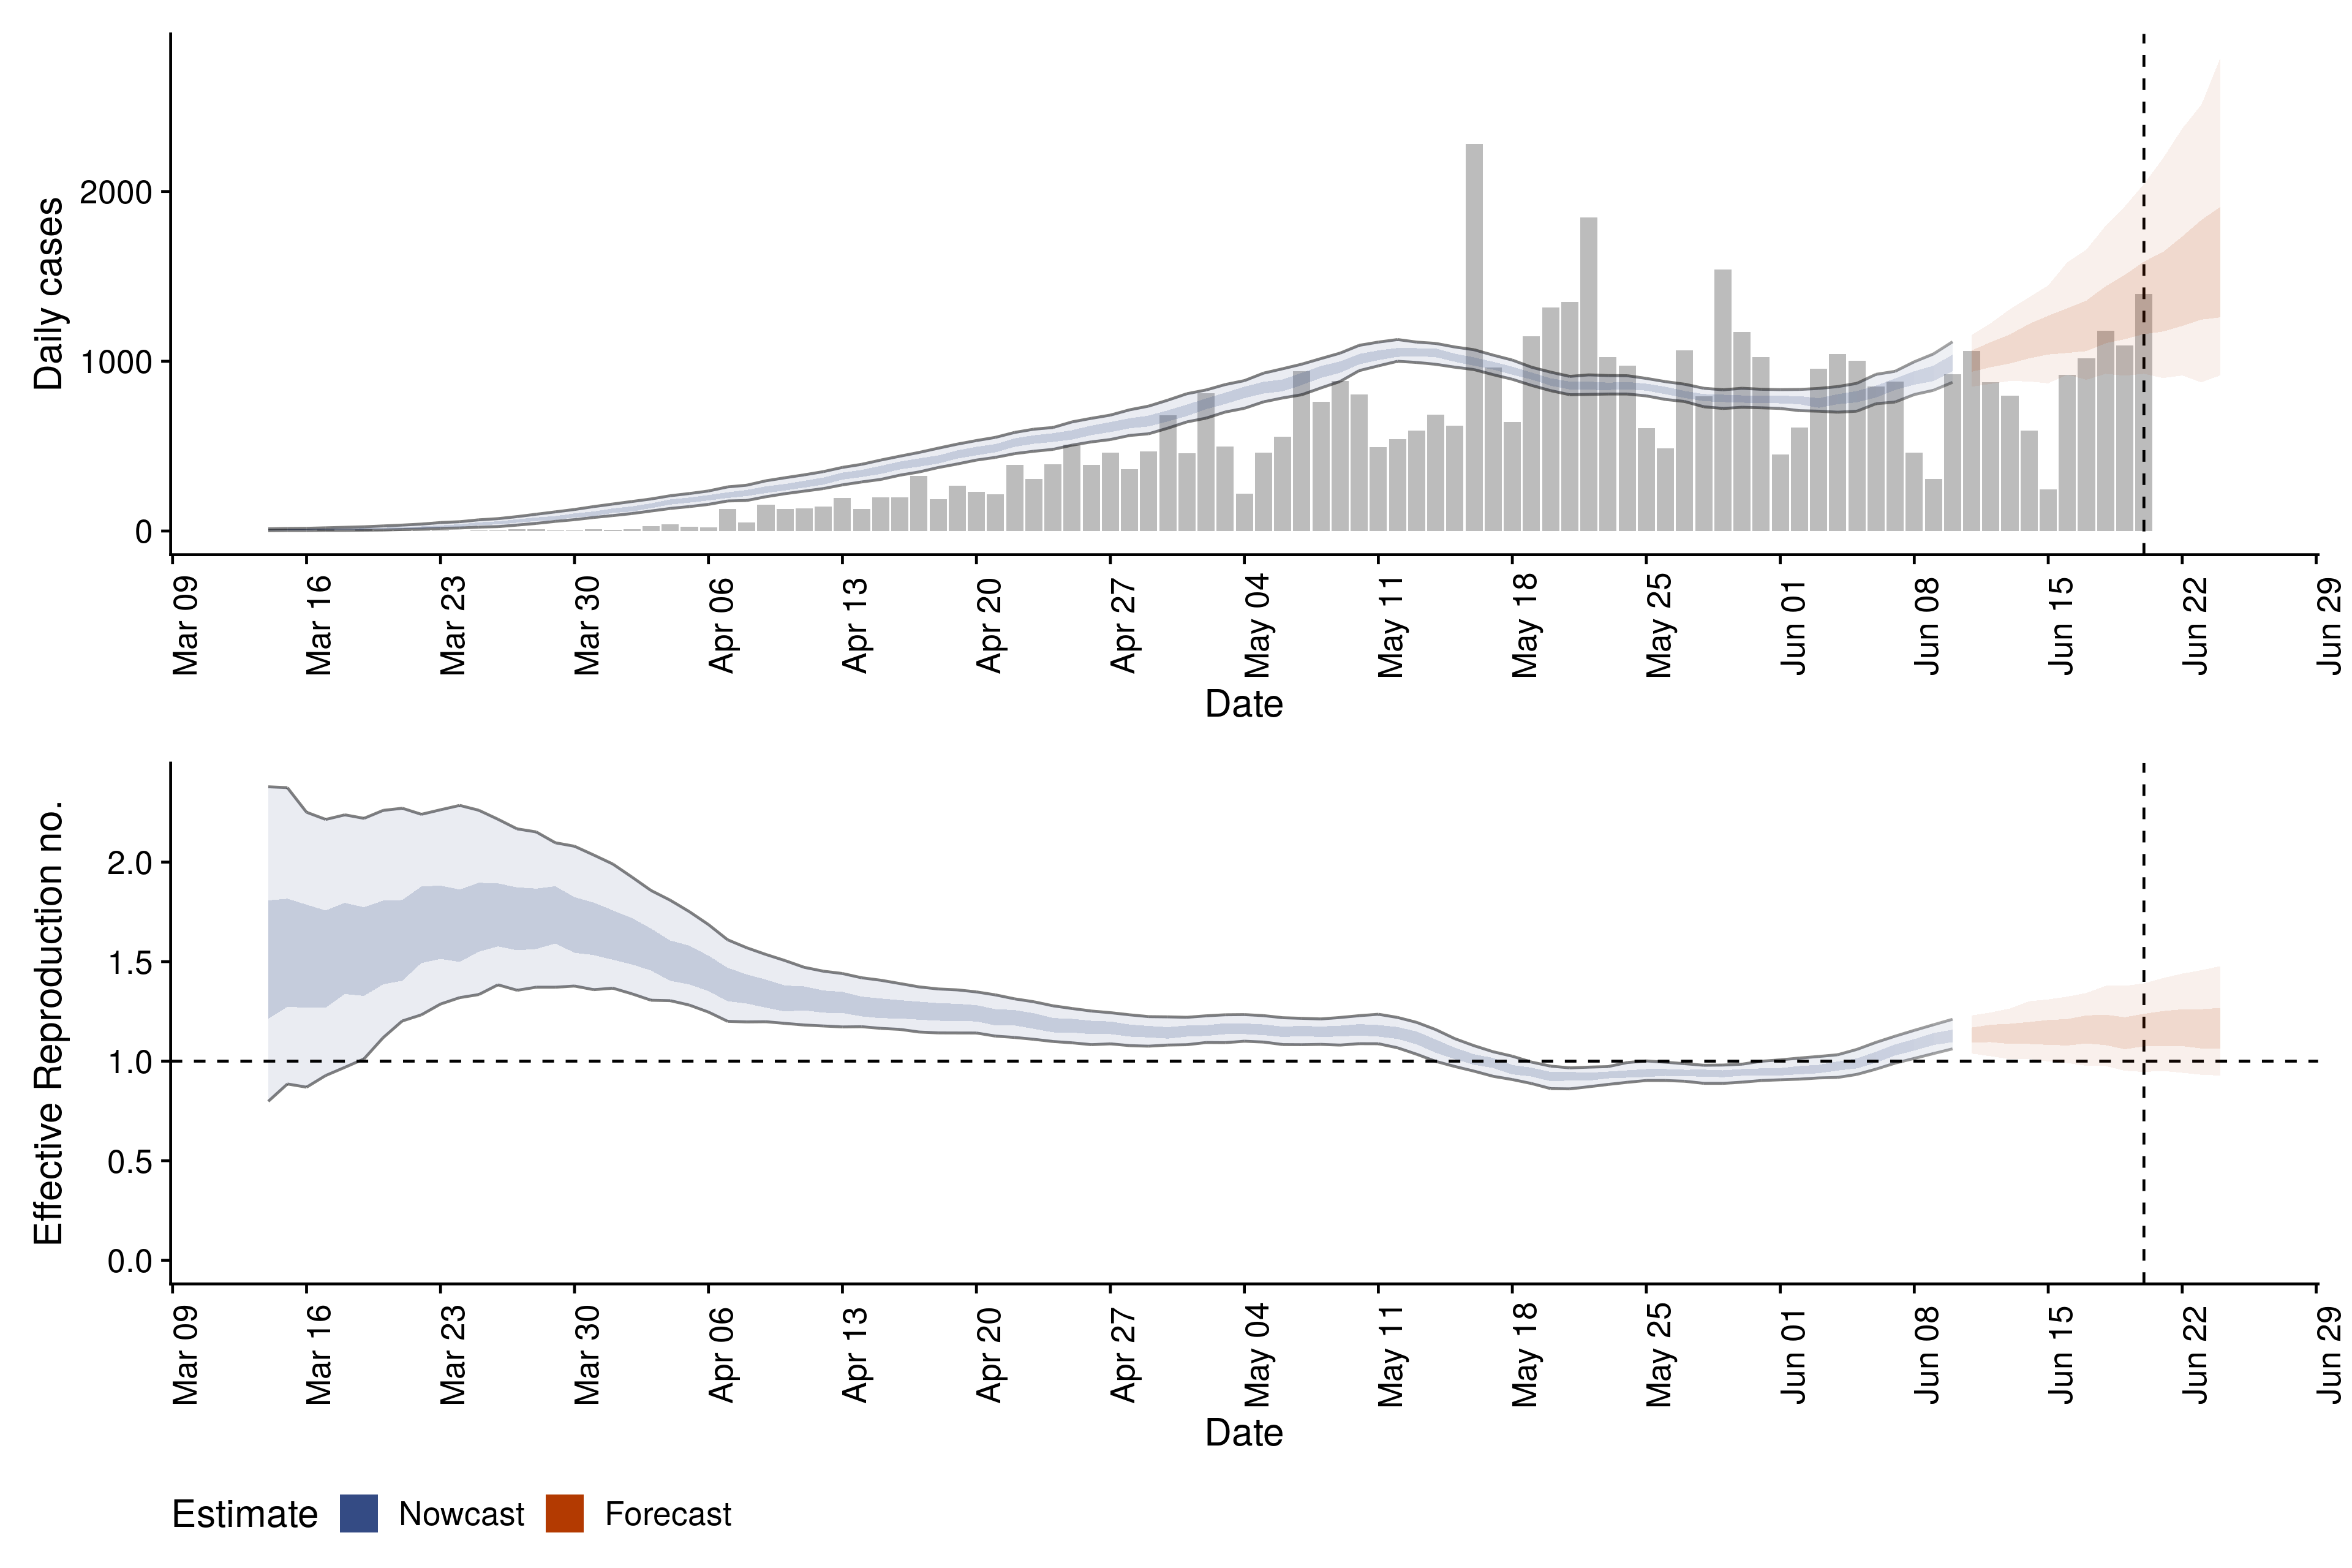 Daily cases
2000
1000
0
Mar 09 Mar 16 Mar 23 Mar 30 Apr 06 Apr 13 Apr 20 Apr 27 May 04 May 11 May 18 May 25 Jun 01 Jun 08 Jun 15 Jun 22 Jun 29
Date
Effective Reproduction no.
2.0
1.5
1.0
0.5
0.0
Mar 09 Mar 16 Mar 23 Mar 30 Apr 06 Apr 13 Apr 20 Apr 27 May 04 May 11 May 18 May 25 Jun 01 Jun 08 Jun 15 Jun 22 Jun 29
Date
Estimate Nowcast Forecast